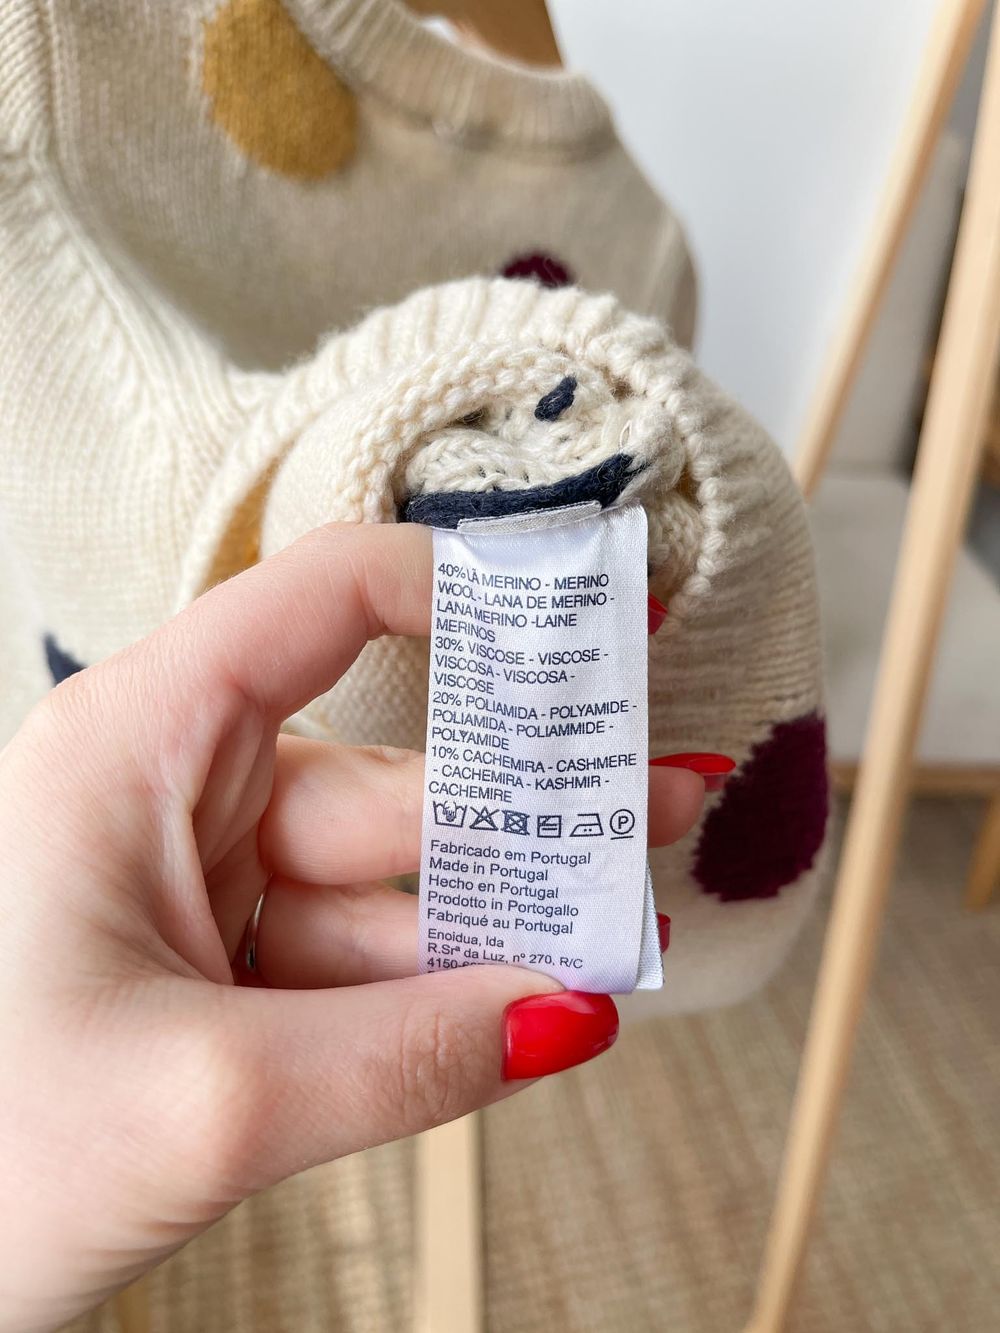 40% LÃ MERINO - MERINO
WOOL - LANA DE MERINO -
LANA MERINO -LAINE
MERINOS
30% VISCOSE - VISCOSE -
VISCOSA - VISCOSA -
VISCOSE
20% POLIAMIDA - POLYAMIDE -
POLIAMIDA - POLIAMMIDE -
POLYAMIDE
10% CACHEMIRA - CASHMERE
- CACHEMIRA - KASHMIR -
CACHEMIRE
P
Fabricado em Portugal
Made in Portugal
Hecho en Portugal
Prodotto in Portogallo
Fabriqué au Portugal
Enoidua, lda
R.Srª da Luz, nº 270, R/C